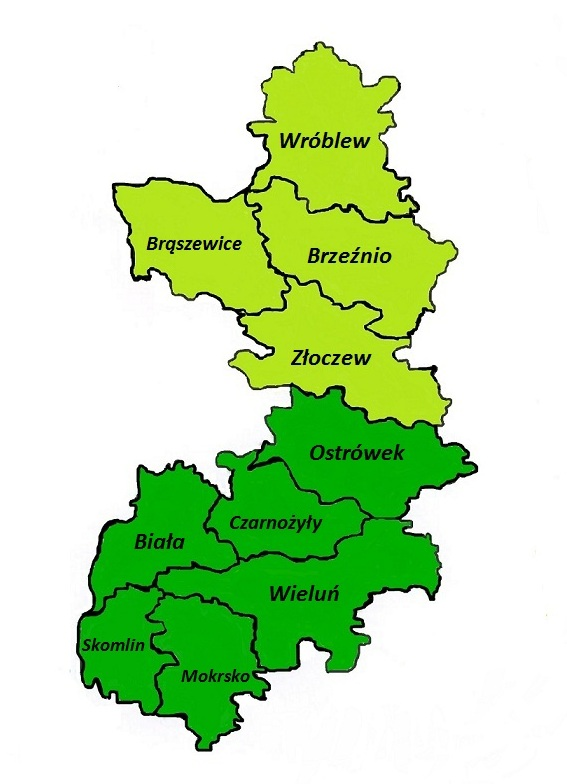 Wróblew
Brąszewice
Brzeźnio
Złoczew
Ostrówek
Czarnożyły
Biała
Wieluń
Skomlin
Mokrsko